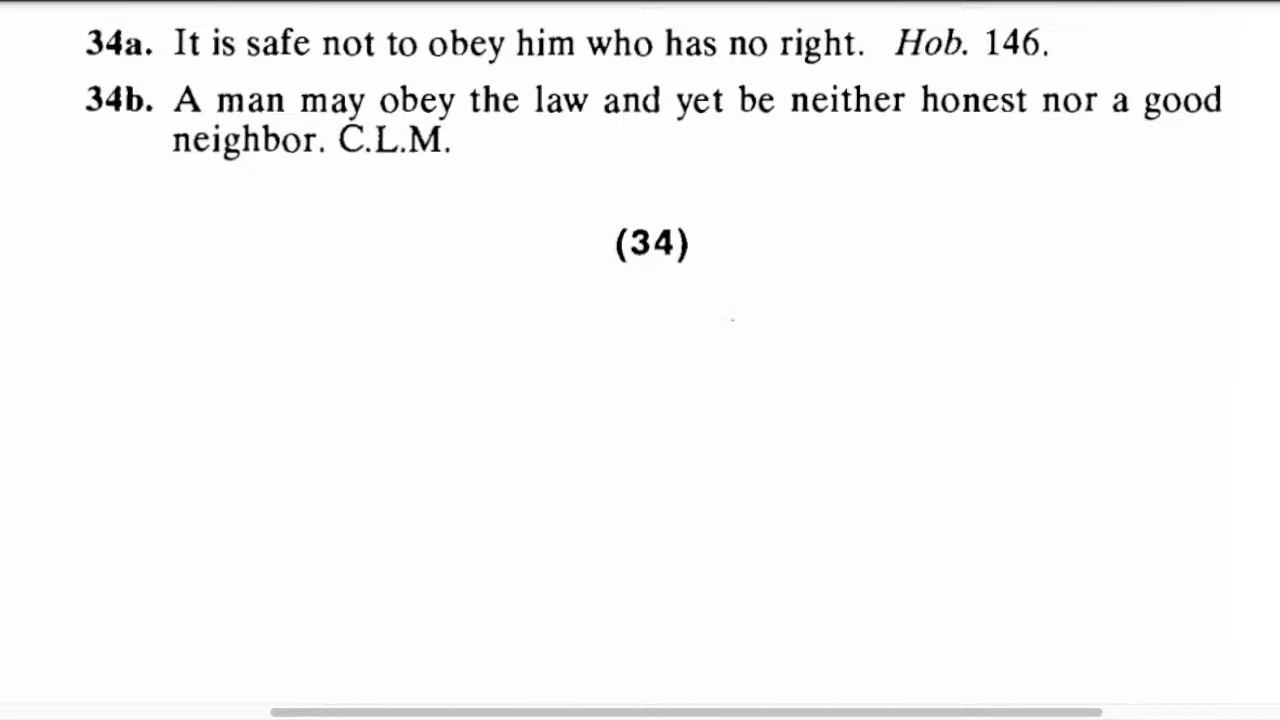 34a. It is safe not to obey him who has no right. Hob. 146.
34b. A man may obey the law and yet be neither honest nor a good
neighbor. C.L.M.
(34)